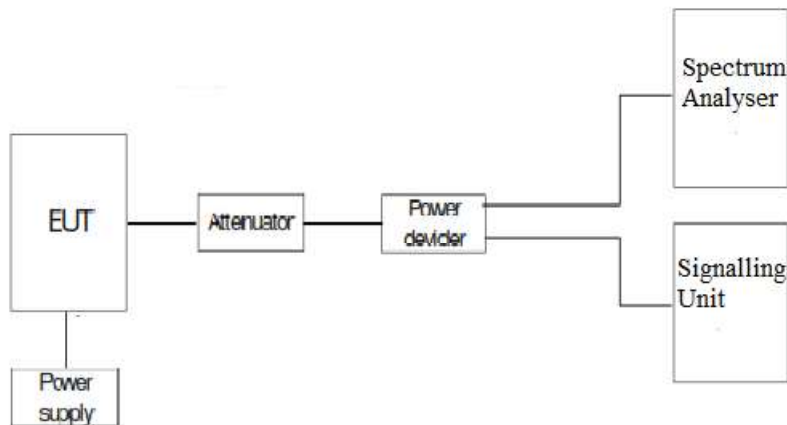 Spectrum
Analyser
EUT
Attenuator
Power
devider
Signalling
Unit
Power
supply